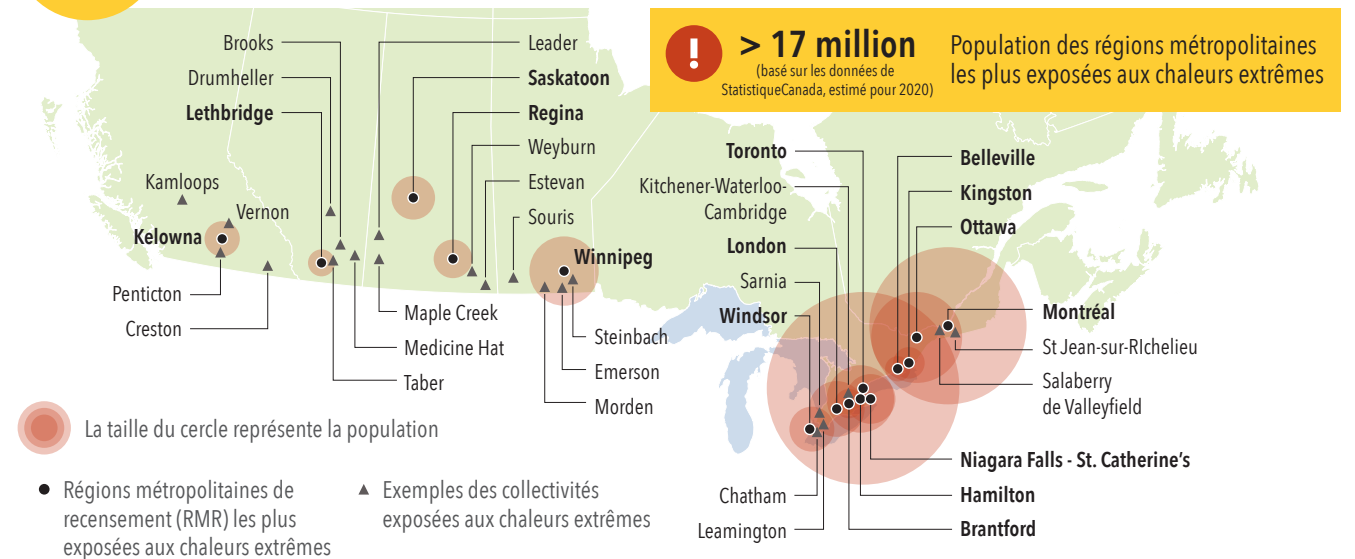 !
> 17 million
(basé sur les données de
StatistiqueCanada, estimé pour 2020)
Population des régions métropolitaines
les plus exposées aux chaleurs extrêmes
Brooks
Drumheller
Lethbridge
Leader
Saskatoon
Regina
Weyburn
Estevan
Souris
Winnipeg
Kamloops
Vernon
Kelowna
Penticton
Creston
Maple Creek
Medicine Hat
Taber
Steinbach
Emerson
Morden
Toronto
Kitchener-Waterloo-
Cambridge
London
Sarnia
Windsor
Belleville
Kingston
Ottawa
Montréal
St Jean-sur-RIchelieu
Salaberry
de Valleyfield
Niagara Falls - St. Catherine's
Hamilton
Brantford
Chatham
Leamington
La taille du cercle représente la population
Régions métropolitaines de
recensement (RMR) les plus
exposées aux chaleurs extrêmes
Exemples des collectivités
exposées aux chaleurs extrêmes